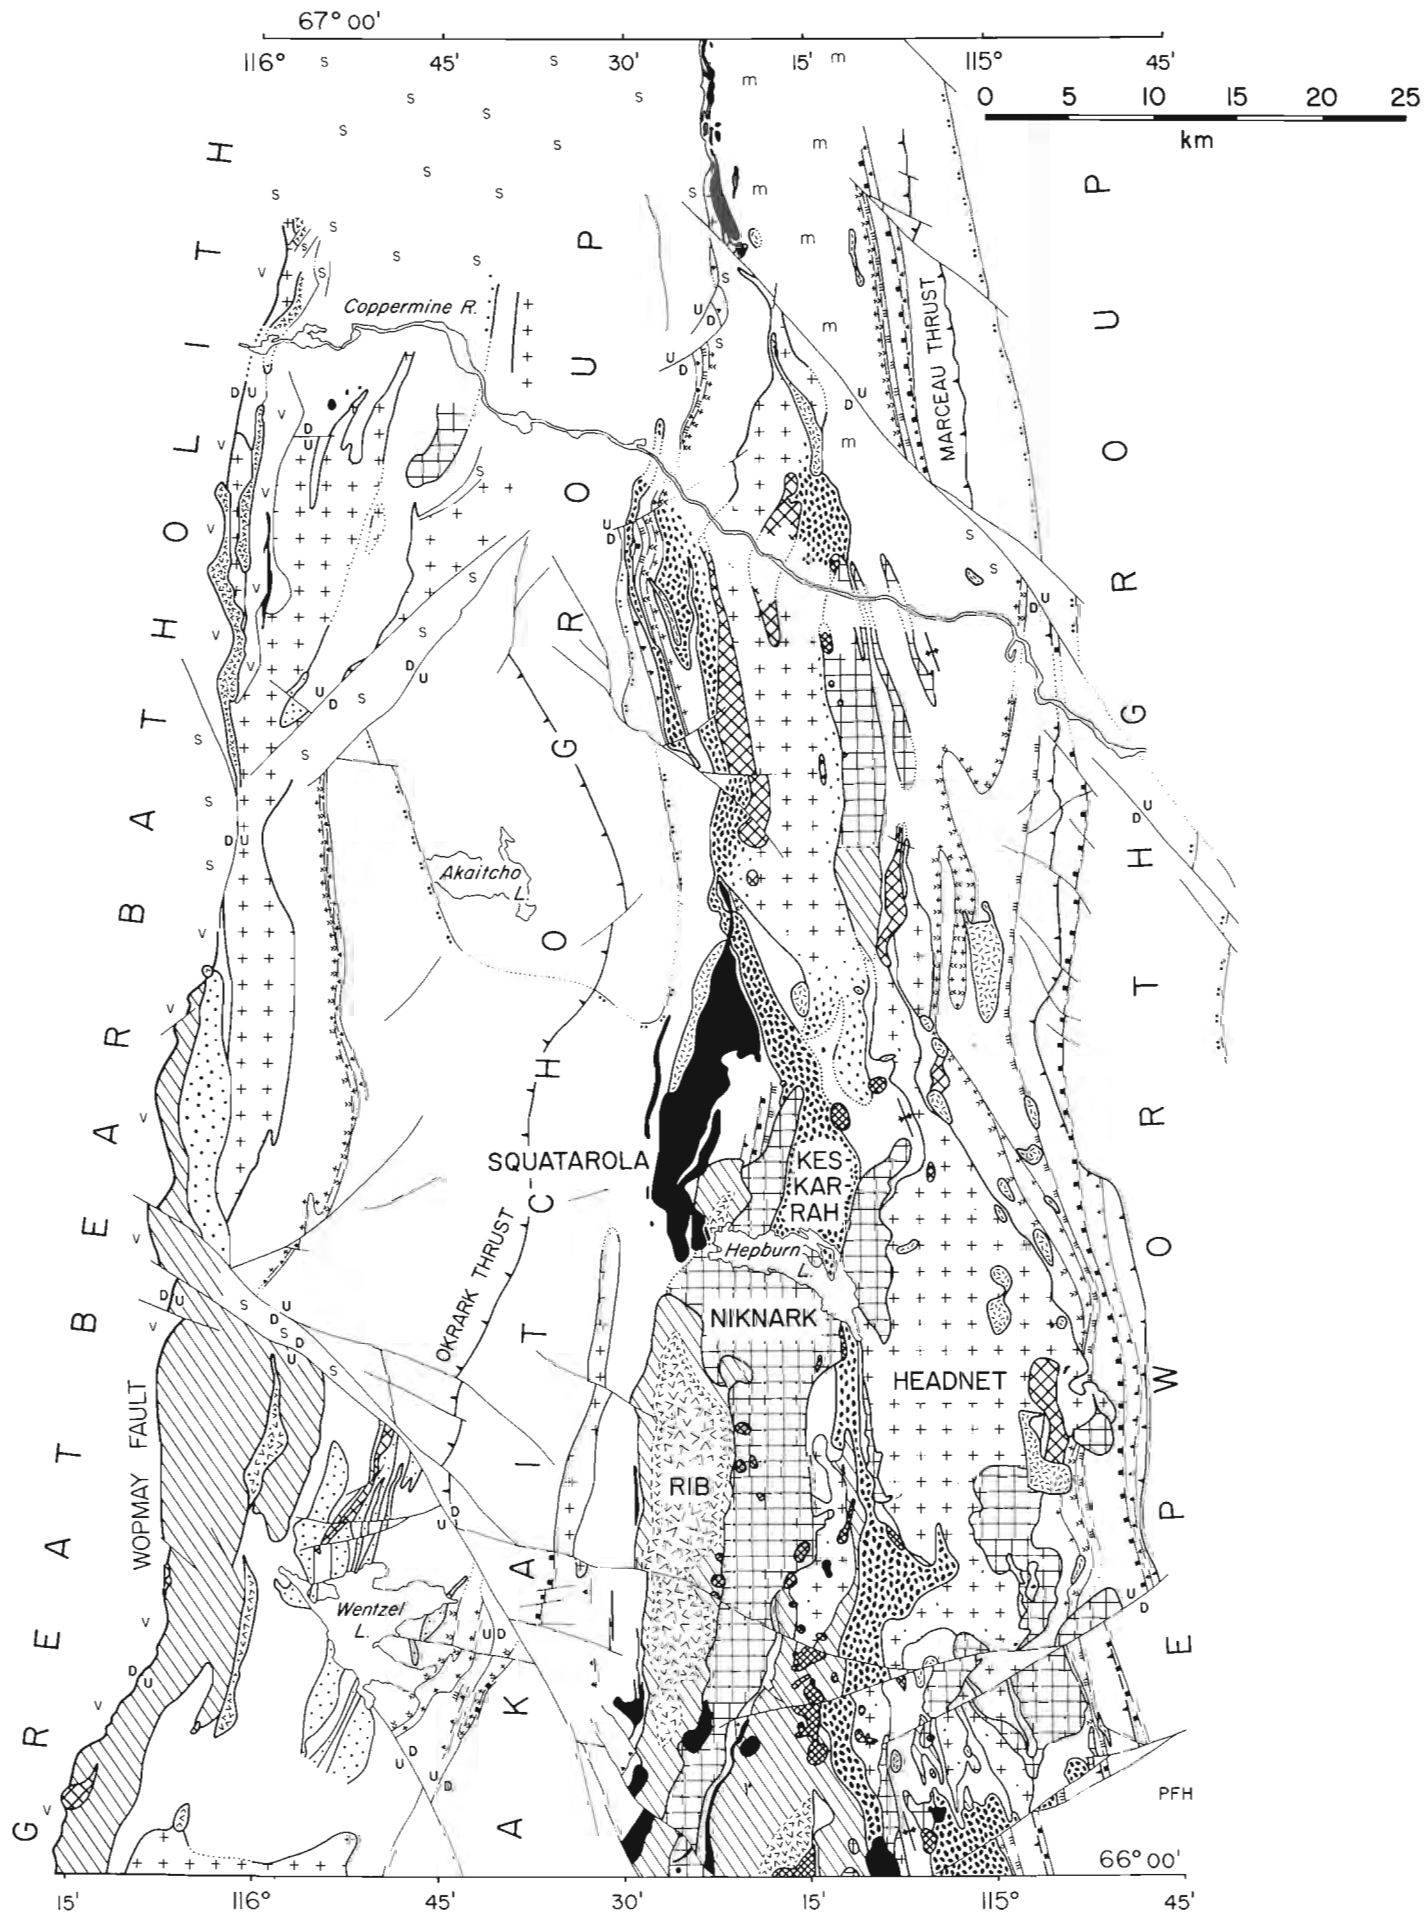 67° 00'
116°
45'
30'
15'
115°
45'
0 5 10 15 20 25
km
Coppermine R.
MARCEAU THRUST
Akaitcho
L.
SQUATAROLA
KES-
KAR-
RAH
Hepburn
L.
NIKNARK
OKRARK THRUST
HEADNET
RIB
WOPMAY FAULT
Wentzel
L.
GREAT BEAR BATHOLITH
AKAITCHO GROUP
EPWORTH GROUP
PFH
66° 00'
15'
116°
45'
30'
15'
115°
45'